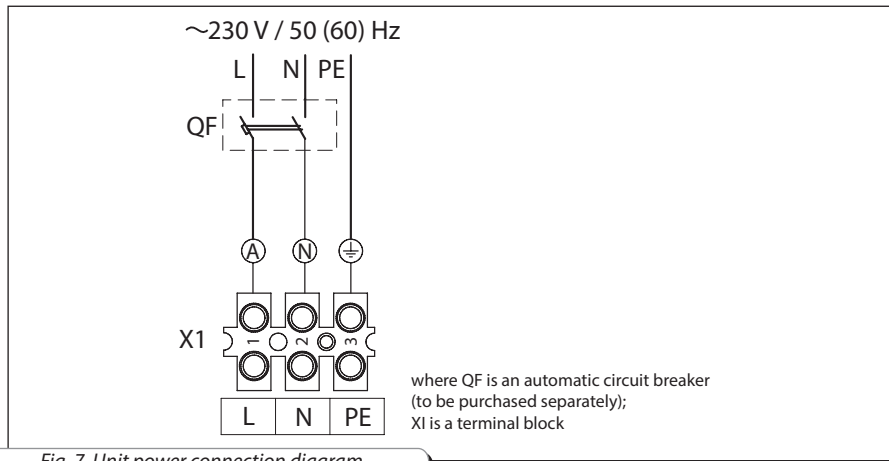 ~230 V / 50 (60) Hz
L N PE
QF
A N
X1 1 2 3
L N PE
where QF is an automatic circuit breaker
(to be purchased separately);
XI is a terminal block
Fig. 7. Unit power connection diagram